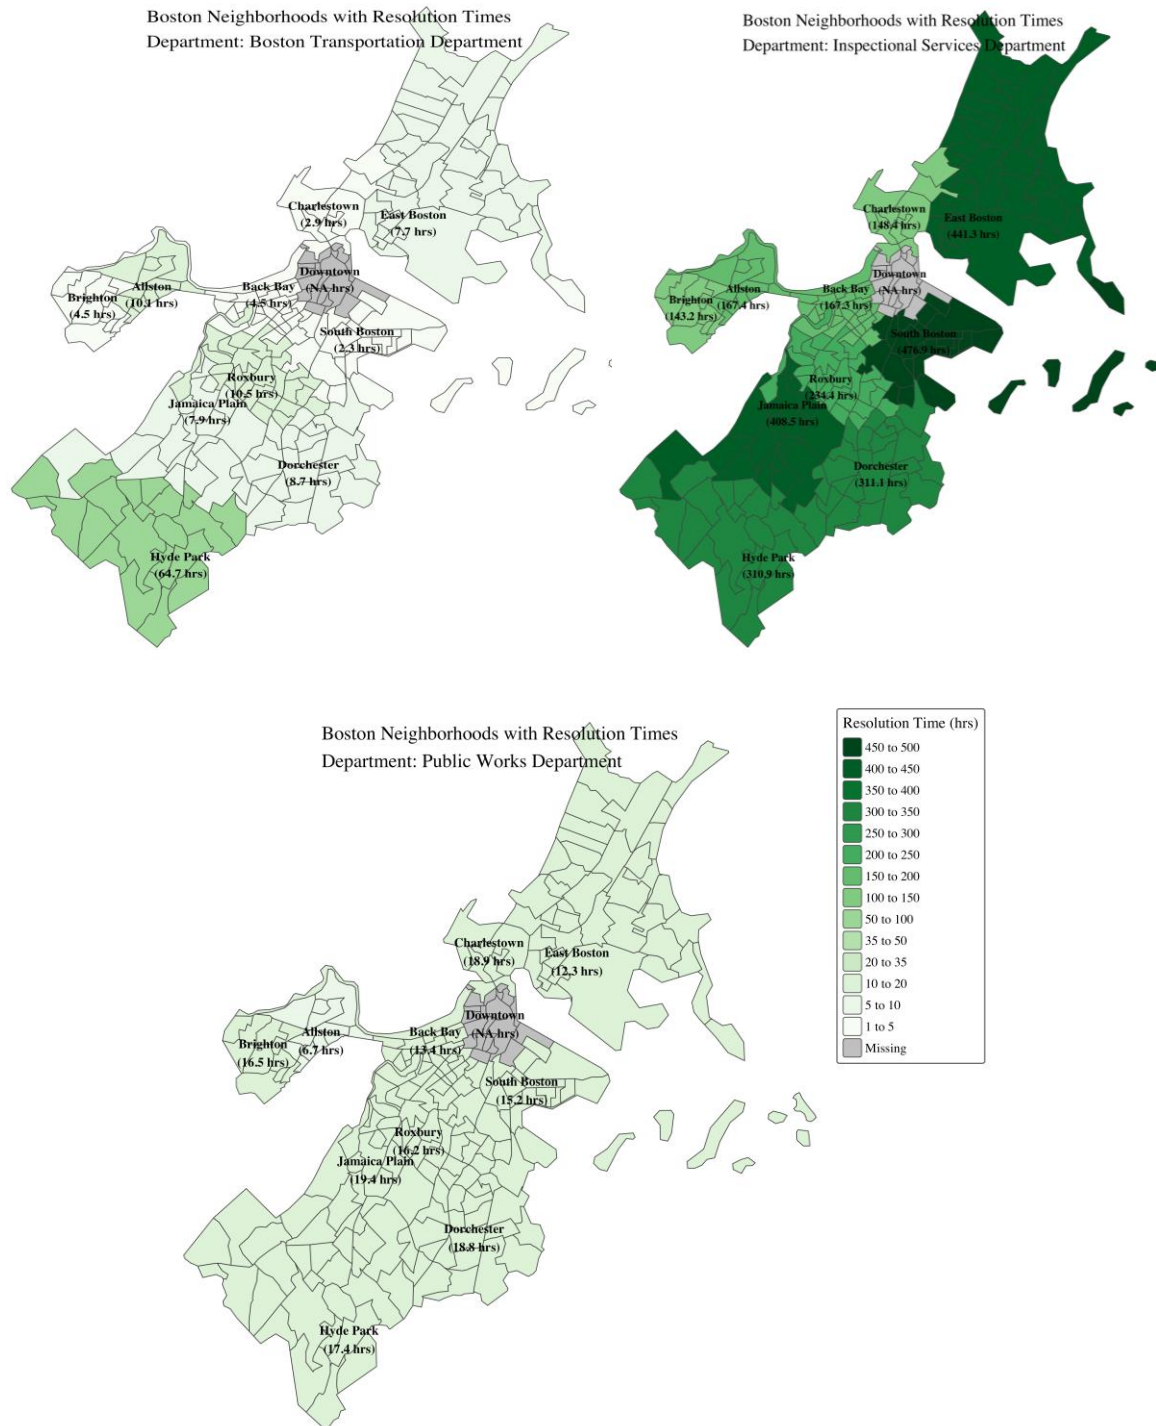 Boston Neighborhoods with Resolution Times
Department: Boston Transportation Department
Charlestown
(2.9 hrs)
East Boston
(7.7 hrs)
Downtown
(NA hrs)
Allston
(10.1 hrs)
Brighton
(4.5 hrs)
Back Bay
(4.5 hrs)
South Boston
(2.3 hrs)
Roxbury
(10.5 hrs)
Jamaica Plain
(7.9 hrs)
Dorchester
(8.7 hrs)
Hyde Park
(64.7 hrs)
Boston Neighborhoods with Resolution Times
Department: Inspectional Services Department
Charlestown
(148.4 hrs)
East Boston
(441.3 hrs)
Downtown
(NA hrs)
Allston
(167.4 hrs)
Brighton
(143.2 hrs)
Back Bay
(167.3 hrs)
South Boston
(476.9 hrs)
Roxbury
(234.4 hrs)
Jamaica Plain
(408.5 hrs)
Dorchester
(311.1 hrs)
Hyde Park
(310.9 hrs)
Boston Neighborhoods with Resolution Times
Department: Public Works Department
Charlestown
(18.9 hrs)
East Boston
(12.3 hrs)
Downtown
(NA hrs)
Allston
(6.7 hrs)
Brighton
(16.5 hrs)
Back Bay
(13.4 hrs)
South Boston
(15.2 hrs)
Roxbury
(16.2 hrs)
Jamaica Plain
(19.4 hrs)
Dorchester
(18.8 hrs)
Hyde Park
(17.4 hrs)
Resolution Time (hrs)
450 to 500
400 to 450
350 to 400
300 to 350
250 to 300
200 to 250
150 to 200
100 to 150
50 to 100
35 to 50
20 to 35
10 to 20
5 to 10
1 to 5
Missing